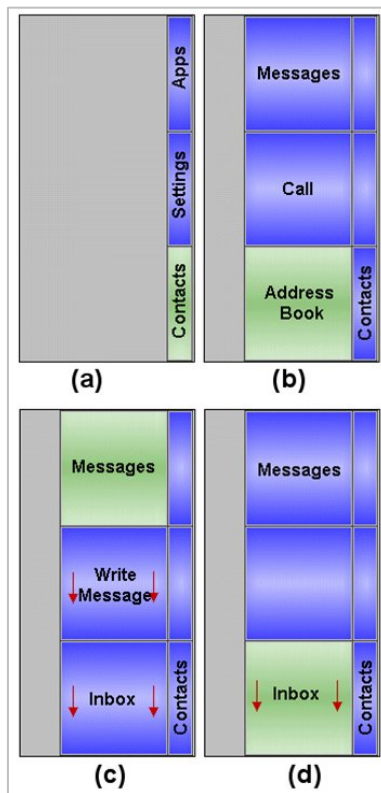 Apps
Settings
Contacts
(a)
Messages
Call
Address
Book
Contacts
(b)
Messages
Write
Message
Inbox
Contacts
(c)
Messages
Inbox
Contacts
(d)